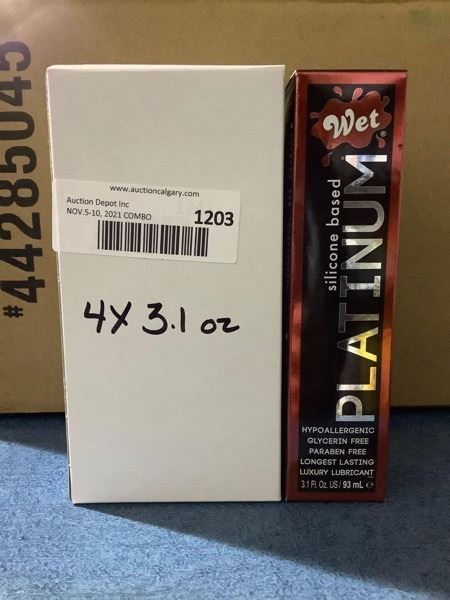 #44285045
www.auctioncalgary.com
Auction Depot Inc
NOV.5-10, 2021 COMBO
1203
4X 3.1 oz
Wet
silicone based
PLATINUM
HYPOALLERGENIC
GLYCERIN FREE
PARABEN FREE
LONGEST LASTING
LUXURY LUBRICANT
3.1 Fl. Oz. US / 93 mL e